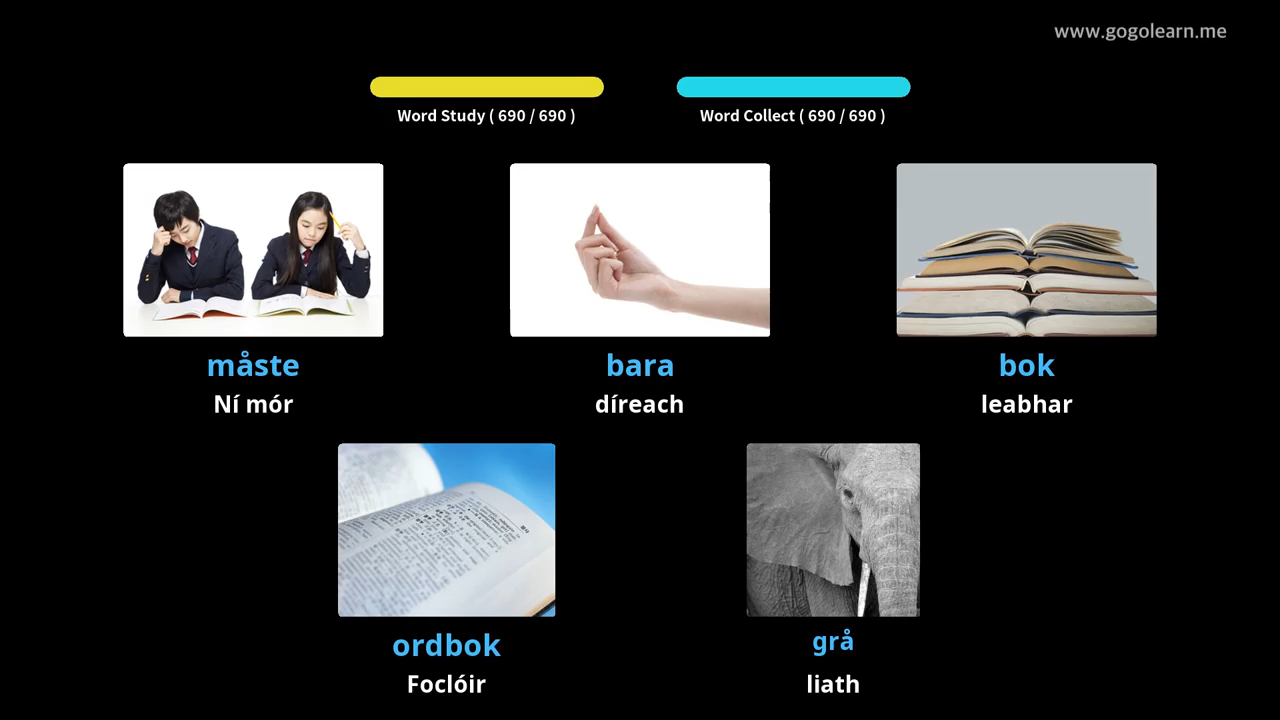 www.gogolearn.me
Word Study ( 690 / 690 )
Word Collect ( 690 / 690 )
måste
Ní mór
bara
díreach
bok
leabhar
ordbok
Foclóir
grå
liath